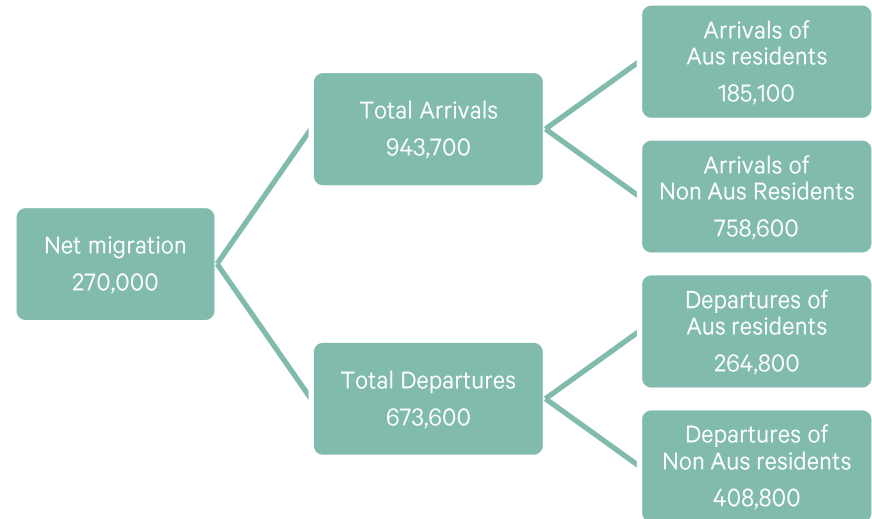 Net migration
270,000
Total Arrivals
943,700
Total Departures
673,600
Arrivals of
Aus residents
185,100
Arrivals of
Non Aus Residents
758,600
Departures of
Aus residents
264,800
Departures of
Non Aus residents
408,800